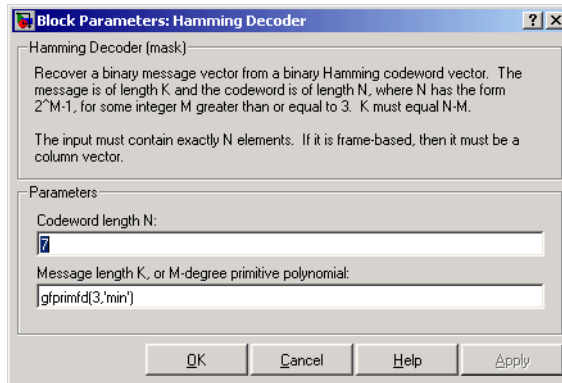 Block Parameters: Hamming Decoder
Hamming Decoder (mask)
Recover a binary message vector from a binary Hamming codeword vector. The
message is of length K and the codeword is of length N, where N has the form
2^M-1, for some integer M greater than or equal to 3. K must equal N-M.
The input must contain exactly N elements. If it is frame-based, then it must be a
column vector.
Parameters
Codeword length N:
7
Message length K, or M-degree primitive polynomial:
gfprimfd(3,'min')
OK Cancel Help Apply